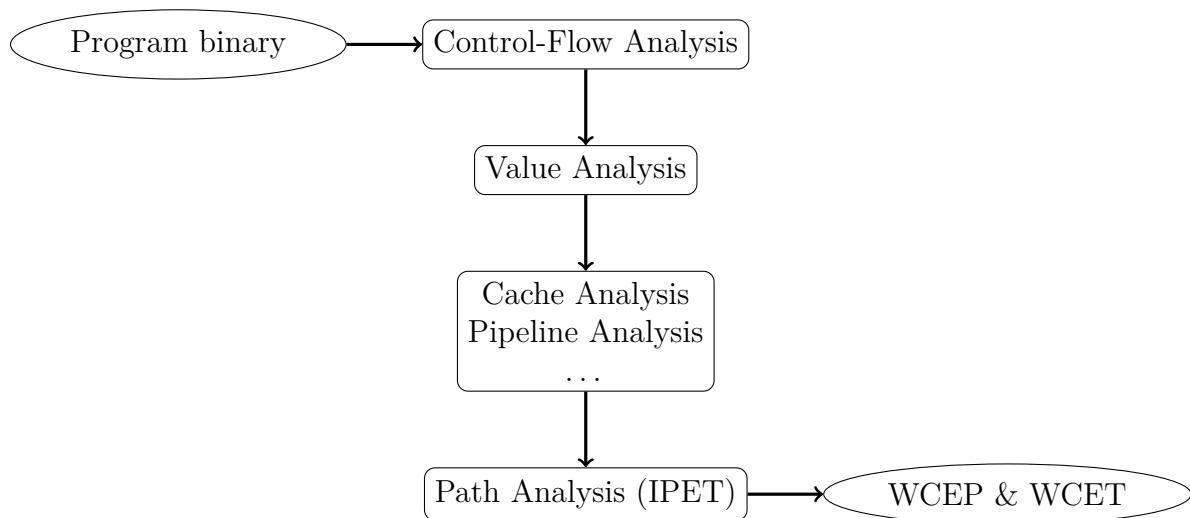 Program binary
Control-Flow Analysis
Value Analysis
Cache Analysis
Pipeline Analysis
. . .
Path Analysis (IPET)
WCEP & WCET